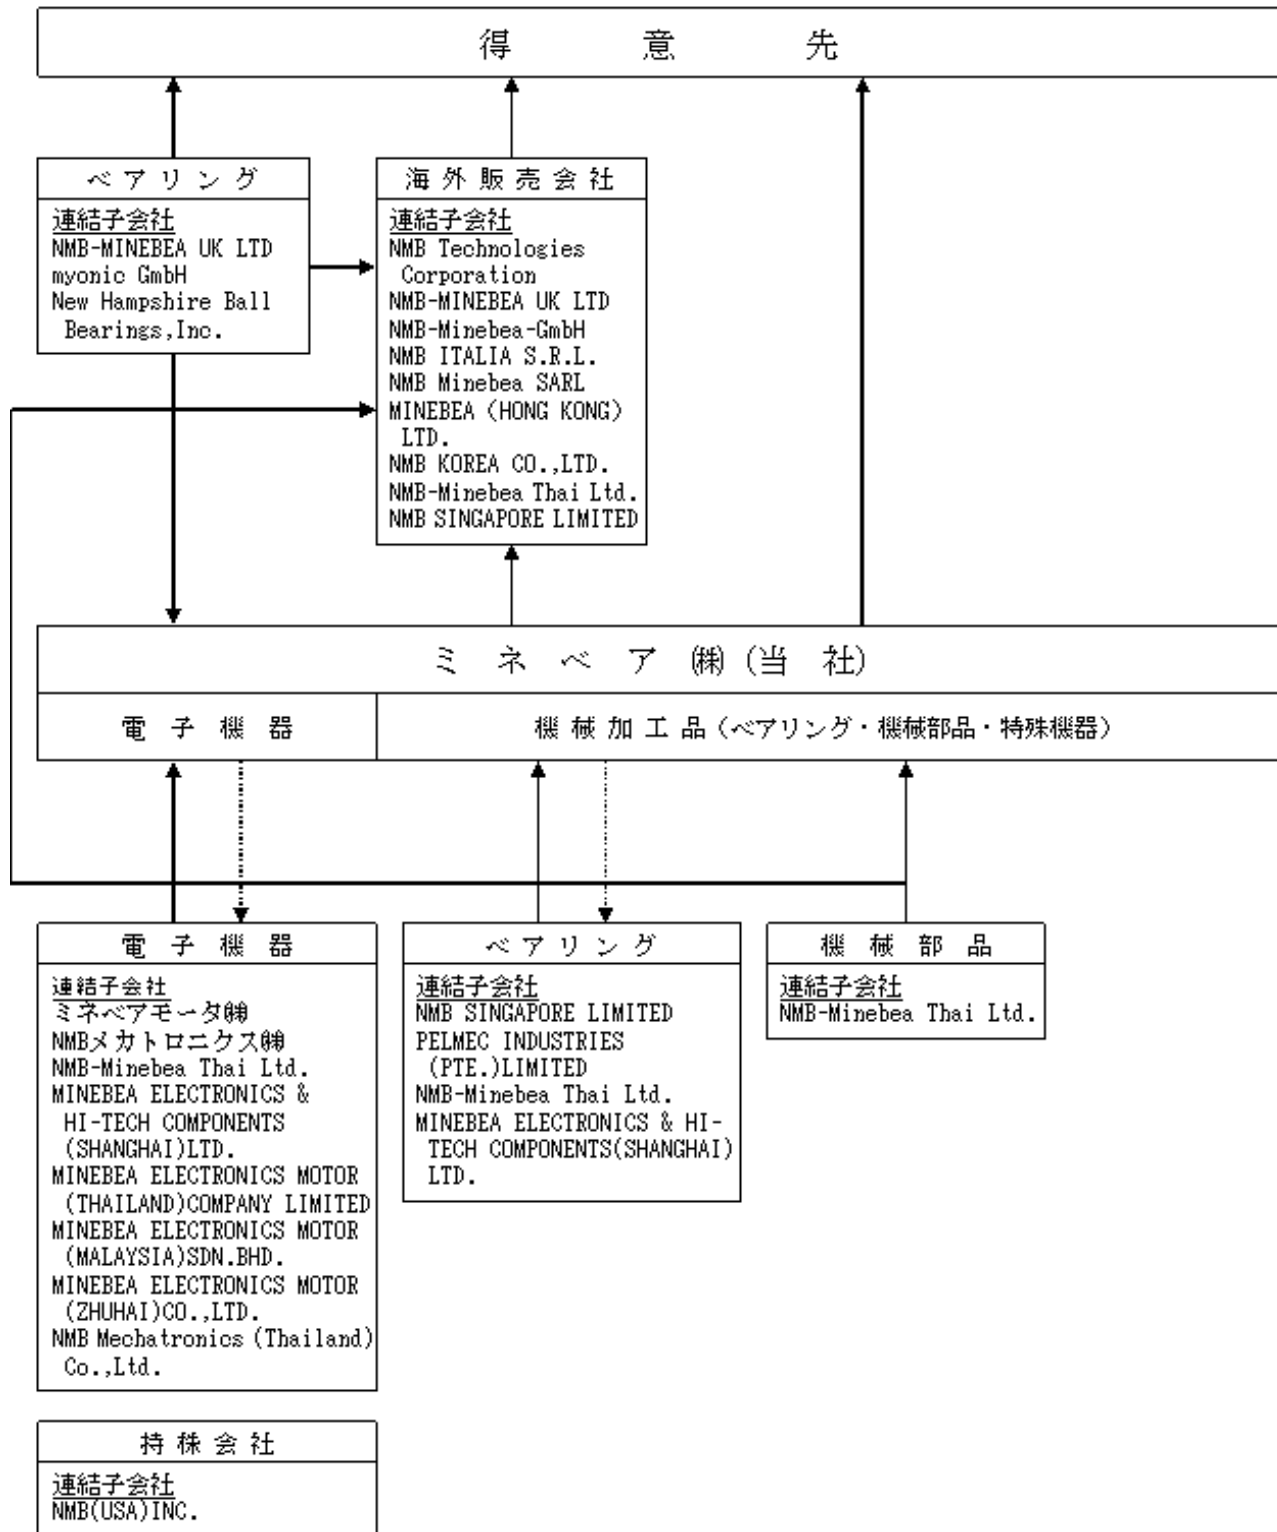 得意先
ベアリング
連結子会社
NMB-MINEBEA UK LTD
myonic GmbH
New Hampshire Ball
Bearings,Inc.
海外販売会社
連結子会社
NMB Technologies
Corporation
NMB-MINEBEA UK LTD
NMB-Minebea-GmbH
NMB ITALIA S.R.L.
NMB Minebea SARL
MINEBEA (HONG KONG)
LTD.
NMB KOREA CO.,LTD.
NMB-Minebea Thai Ltd.
NMB SINGAPORE LIMITED
ミネベア㈱(当社)
電子機器
機械加工品(ベアリング・機械部品・特殊機器)
電子機器
連結子会社
ミネベアモータ㈱
NMBメカトロニクス㈱
NMB-Minebea Thai Ltd.
MINEBEA ELECTRONICS &
HI-TECH COMPONENTS
(SHANGHAI)LTD.
MINEBEA ELECTRONICS MOTOR
(THAILAND)COMPANY LIMITED
MINEBEA ELECTRONICS MOTOR
(MALAYSIA)SDN.BHD.
MINEBEA ELECTRONICS MOTOR
(ZHUHAI)CO.,LTD.
NMB Mechatronics (Thailand)
Co.,Ltd.
ベアリング
連結子会社
NMB SINGAPORE LIMITED
PELMEC INDUSTRIES
(PTE.)LIMITED
NMB-Minebea Thai Ltd.
MINEBEA ELECTRONICS & HI-
TECH COMPONENTS(SHANGHAI)
LTD.
機械部品
連結子会社
NMB-Minebea Thai Ltd.
持株会社
連結子会社
NMB(USA)INC.